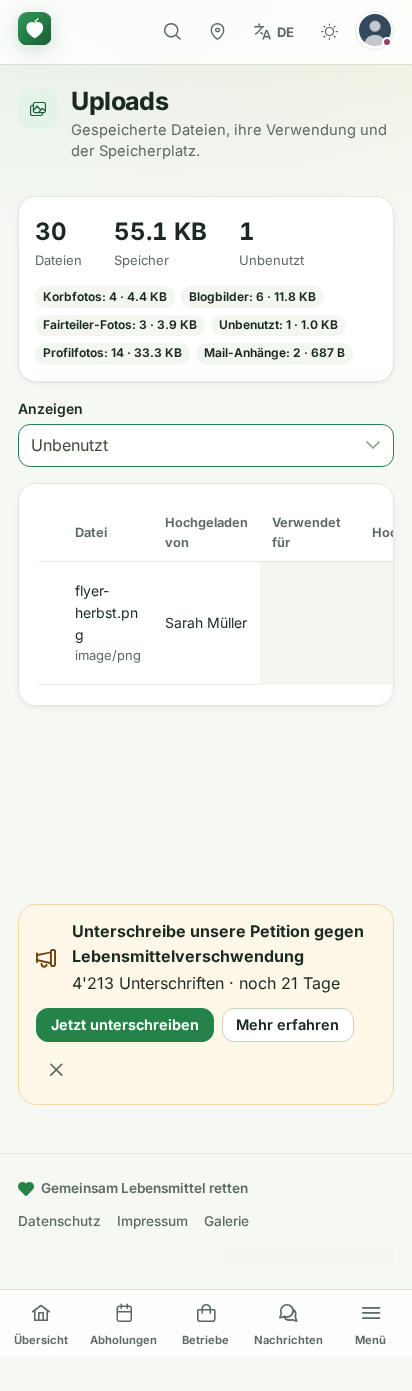 DE
Uploads
Gespeicherte Dateien, ihre Verwendung und
der Speicherplatz.
30 55.1 KB 1
Dateien Speicher Unbenutzt
Korbfotos: 4 · 4.4 KB Blogbilder: 6 · 11.8 KB
Fairteiler-Fotos: 3 · 3.9 KB Unbenutzt: 1 · 1.0 KB
Profilfotos: 14 · 33.3 KB Mail-Anhänge: 2 · 687 B
Anzeigen
Unbenutzt
Datei Hochgeladen von Verwendet für
flyer-
herbst.pn
g
image/png
Sarah Müller
Unterschreibe unsere Petition gegen
Lebensmittelverschwendung
4'213 Unterschriften · noch 21 Tage
Jetzt unterschreiben Mehr erfahren
Gemeinsam Lebensmittel retten
Datenschutz Impressum Galerie
Übersicht Abholungen Betriebe Nachrichten Menü